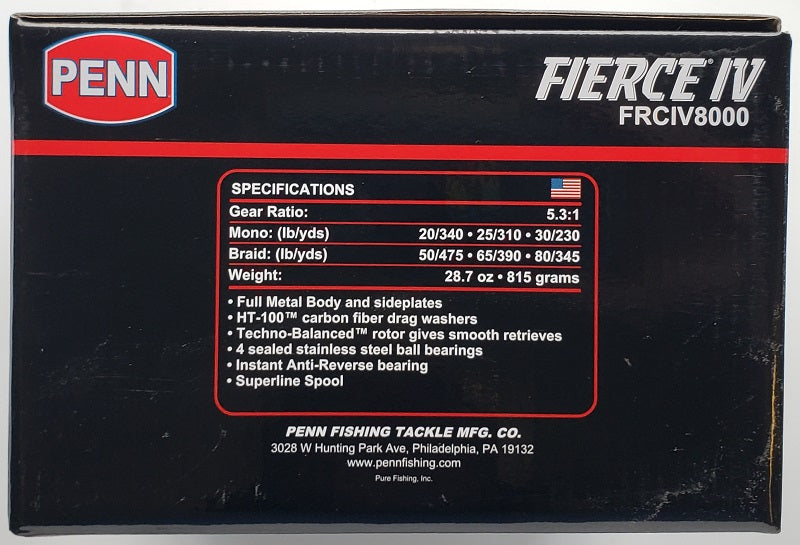 PENN
FIERCE® IV
FRCIV8000
SPECIFICATIONS
Gear Ratio: 5.3:1
Mono: (lb/yds) 20/340 • 25/310 • 30/230
Braid: (lb/yds) 50/475 • 65/390 • 80/345
Weight: 28.7 oz • 815 grams
• Full Metal Body and sideplates
• HT-100™ carbon fiber drag washers
• Techno-Balanced™ rotor gives smooth retrieves
• 4 sealed stainless steel ball bearings
• Instant Anti-Reverse bearing
• Superline Spool
PENN FISHING TACKLE MFG. CO.
3028 W Hunting Park Ave, Philadelphia, PA 19132
www.pennfishing.com
Pure Fishing, Inc.